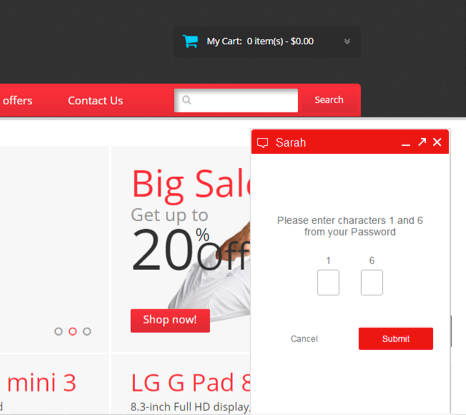 My Cart: 0 item(s) - $0.00
offers
Contact Us
Search
Sarah
Big Sale
Get up to
20% Off
Shop now!
Please enter characters 1 and 6
from your Password
1 6
Cancel
Submit
mini 3
LG G Pad 8
8.3-inch Full HD display,